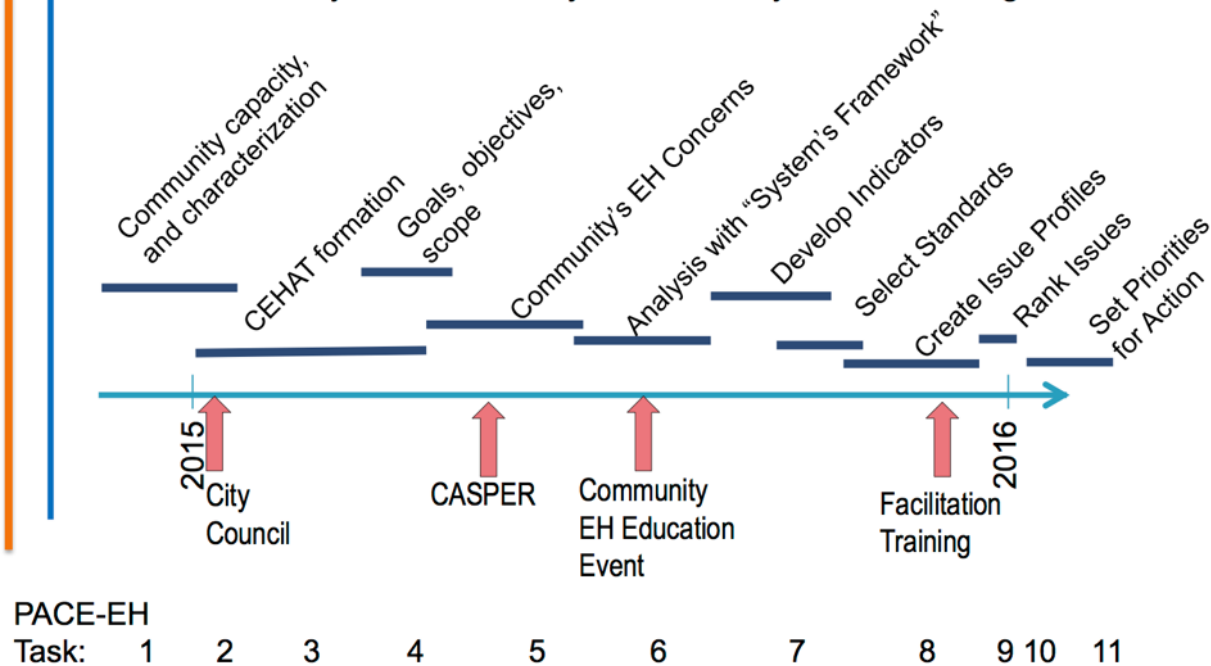 Community capacity,
and characterization
CEHAT formation
Goals, objectives,
scope
Community's EH Concerns
Analysis with “System's Framework”
Develop Indicators
Select Standards
Create Issue Profiles
Rank Issues
Set Priorities
for Action
2015
2016
City
Council
CASPER
Community
EH Education
Event
Facilitation
Training
PACE-EH
Task: 1 2 3 4 5 6 7 8 9 10 11